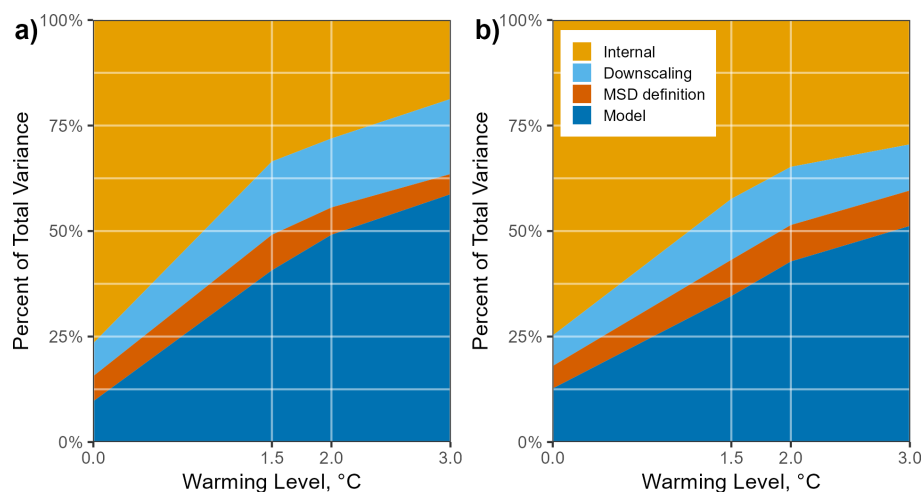 a)
Percent of Total Variance
100%
75%
50%
25%
0%
0.0 1.5 2.0 3.0
Warming Level, °C
b)
Internal
Downscaling
MSD definition
Model
Percent of Total Variance
100%
75%
50%
25%
0%
0.0 1.5 2.0 3.0
Warming Level, °C